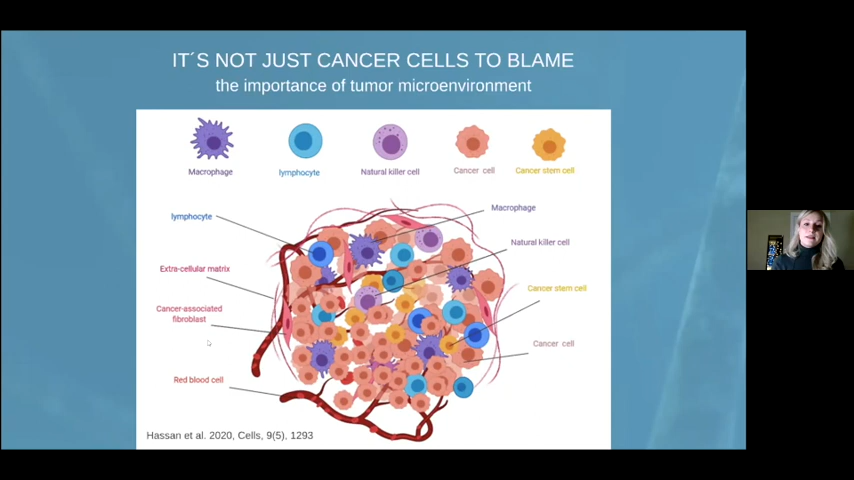 IT´S NOT JUST CANCER CELLS TO BLAME
the importance of tumor microenvironment
Macrophage
lymphocyte
Natural killer cell
Cancer cell
Cancer stem cell
lymphocyte
Macrophage
Natural killer cell
Extra-cellular matrix
Cancer stem cell
Cancer-associated
fibroblast
Cancer cell
Red blood cell
Hassan et al. 2020, Cells, 9(5), 1293